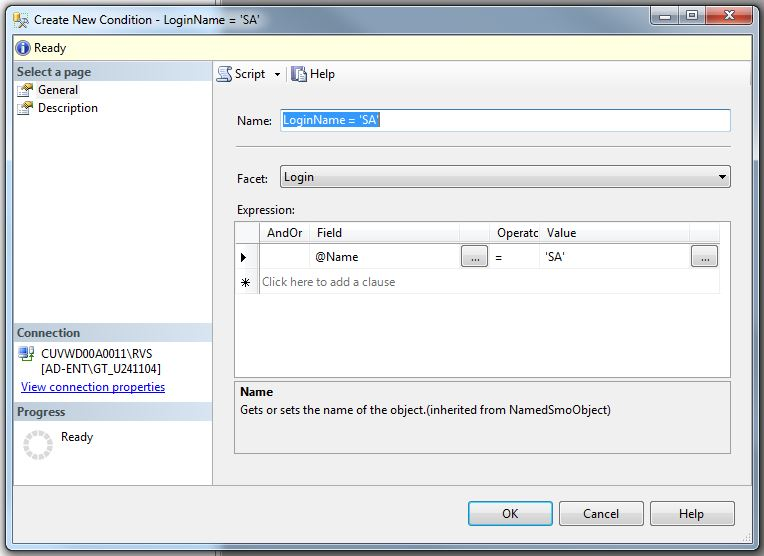 Create New Condition - LoginName = 'SA'
Ready
Select a page
General
Description
Script
Help
Name:
LoginName = 'SA'
Facet:
Login
Expression:
AndOr Field Operatc Value
@Name ... = 'SA' ...
Click here to add a clause
Connection
CUVWD00A0011\RVS
[AD-ENT\GT_U241104]
View connection properties
Progress
Ready
Name
Gets or sets the name of the object.(inherited from NamedSmoObject)
OK
Cancel
Help